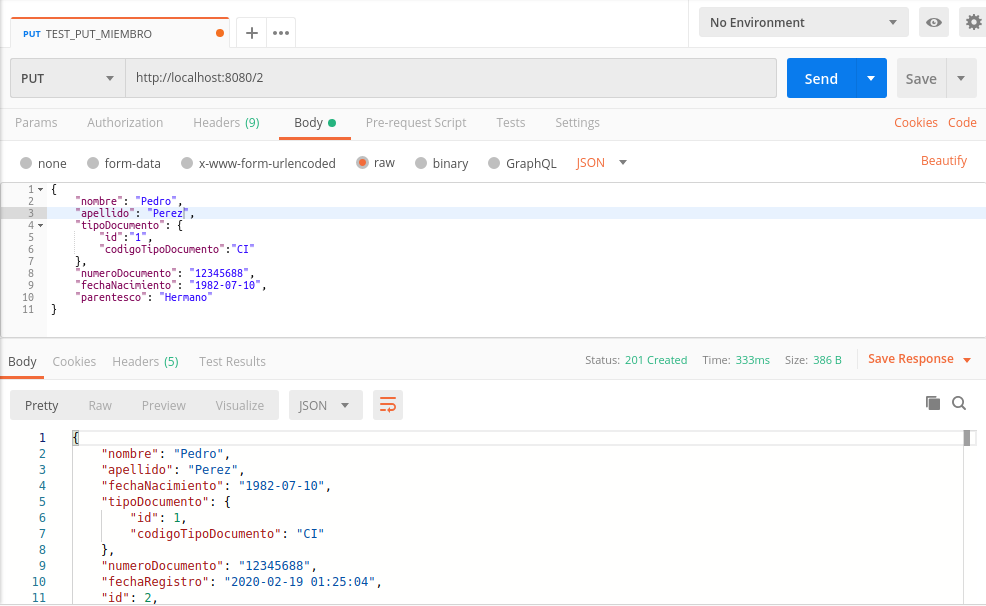 PUT TEST_PUT_MIEMBRO
No Environment
PUT http://localhost:8080/2 Send Save
Params Authorization Headers (9) Body Pre-request Script Tests Settings Cookies Code
none form-data x-www-form-urlencoded raw binary GraphQL JSON Beautify
1 {
2 "nombre": "Pedro",
3 "apellido": "Perez",
4 "tipoDocumento": {
5 "id":"1",
6 "codigoTipoDocumento":"CI"
7 },
8 "numeroDocumento": "12345688",
9 "fechaNacimiento": "1982-07-10",
10 "parentesco": "Hermano"
11 }
Body Cookies Headers (5) Test Results Status: 201 Created Time: 333ms Size: 386 B Save Response
Pretty Raw Preview Visualize JSON
1 {
2 "nombre": "Pedro",
3 "apellido": "Perez",
4 "fechaNacimiento": "1982-07-10",
5 "tipoDocumento": {
6 "id": 1,
7 "codigoTipoDocumento": "CI"
8 },
9 "numeroDocumento": "12345688",
10 "fechaRegistro": "2020-02-19 01:25:04",
11 "id": 2,